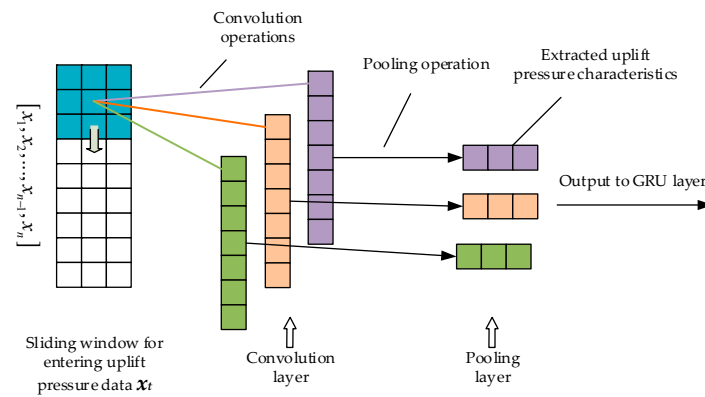 Convolution
operations
Pooling operation
Extracted uplift
pressure characteristics
[x₁, x₂, ..., xₙ₋₁, xₙ]
Output to GRU layer
Sliding window for
entering uplift
pressure data xₜ
Convolution
layer
Pooling
layer